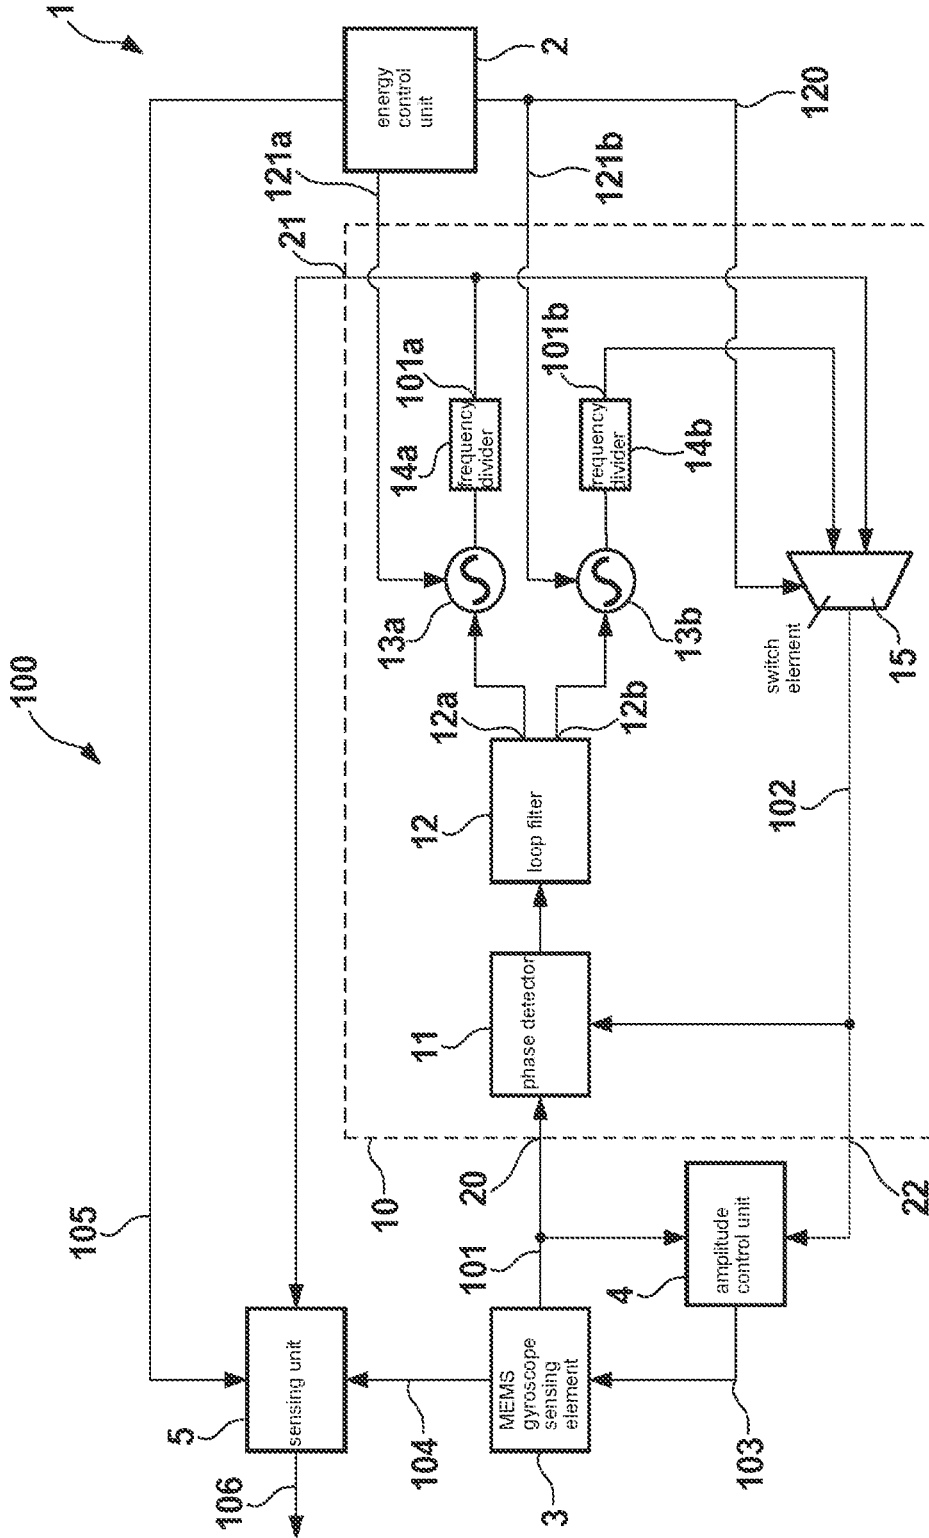 100
1
105
106
5
sensing unit
21
121a
energy
control
unit
2
104
10
12a
13a
14a
frequency
divider
101a
3
MEMS
gyroscope
sensing
element
101
20
11
phase detector
12
loop filter
12b
13b
14b
frequency
divider
101b
121b
103
4
amplitude
control unit
22
102
switch
element
15
120